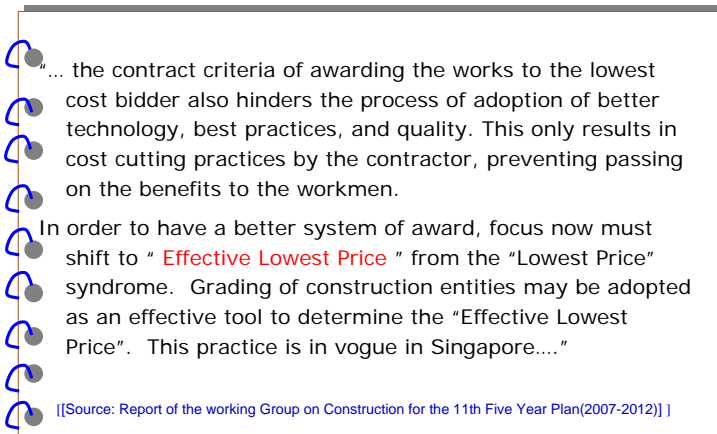 “… the contract criteria of awarding the works to the lowest
cost bidder also hinders the process of adoption of better
technology, best practices, and quality. This only results in
cost cutting practices by the contractor, preventing passing
on the benefits to the workmen.
In order to have a better system of award, focus now must
shift to “ Effective Lowest Price ” from the “Lowest Price”
syndrome.  Grading of construction entities may be adopted
as an effective tool to determine the “Effective Lowest
Price”.  This practice is in vogue in Singapore….”
[[Source: Report of the working Group on Construction for the 11th Five Year Plan(2007-2012)] ]